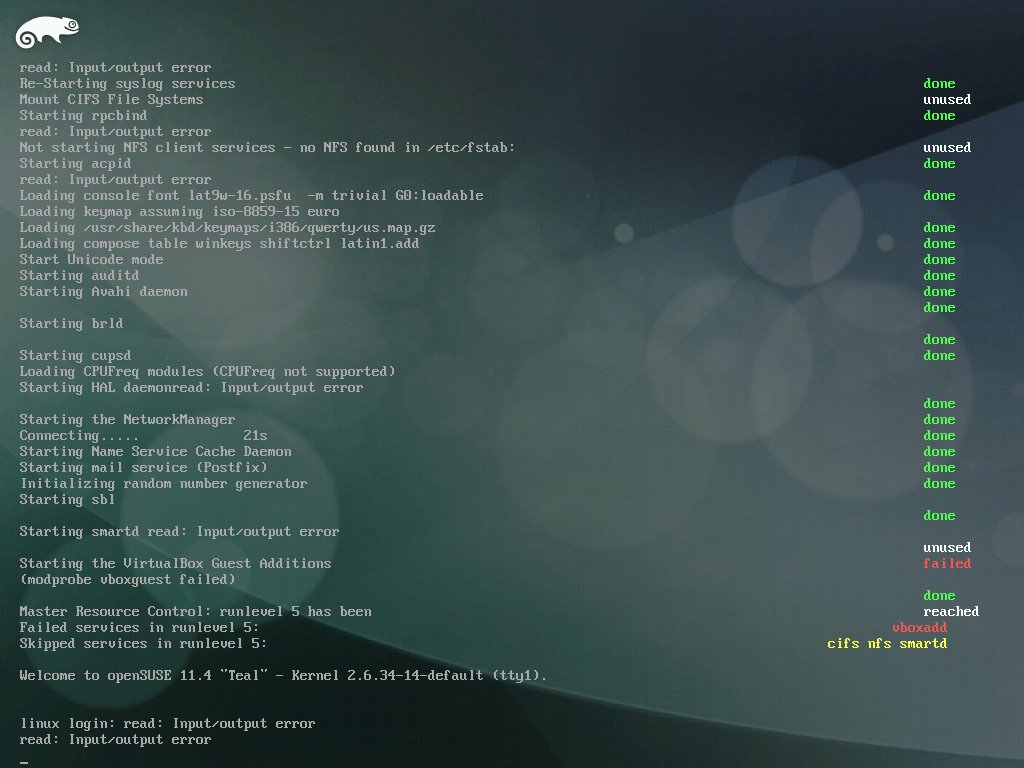 read: Input/output error
Re-Starting syslog services done
Mount CIFS File Systems unused
Starting rpcbind done
read: Input/output error
Not starting NFS client services - no NFS found in /etc/fstab: unused
Starting acpid done
read: Input/output error
Loading console font lat9w-16.psfu  -m trivial G0:loadable done
Loading keymap assuming iso-8859-15 euro
Loading /usr/share/kbd/keymaps/i386/qwerty/us.map.gz done
Loading compose table winkeys shiftctrl latin1.add done
Start Unicode mode done
Starting auditd done
Starting Avahi daemon done
done
Starting brld
done
Starting cupsd done
Loading CPUFreq modules (CPUFreq not supported)
Starting HAL daemonread: Input/output error
done
Starting the NetworkManager done
Connecting..... 21s done
Starting Name Service Cache Daemon done
Starting mail service (Postfix) done
Initializing random number generator done
Starting sbl
done
Starting smartd read: Input/output error
unused
Starting the VirtualBox Guest Additions failed
(modprobe vboxguest failed)
done
Master Resource Control: runlevel 5 has been reached
Failed services in runlevel 5: vboxadd
Skipped services in runlevel 5: cifs nfs smartd
Welcome to openSUSE 11.4 "Teal" - Kernel 2.6.34-14-default (tty1).
linux login: read: Input/output error
read: Input/output error
_